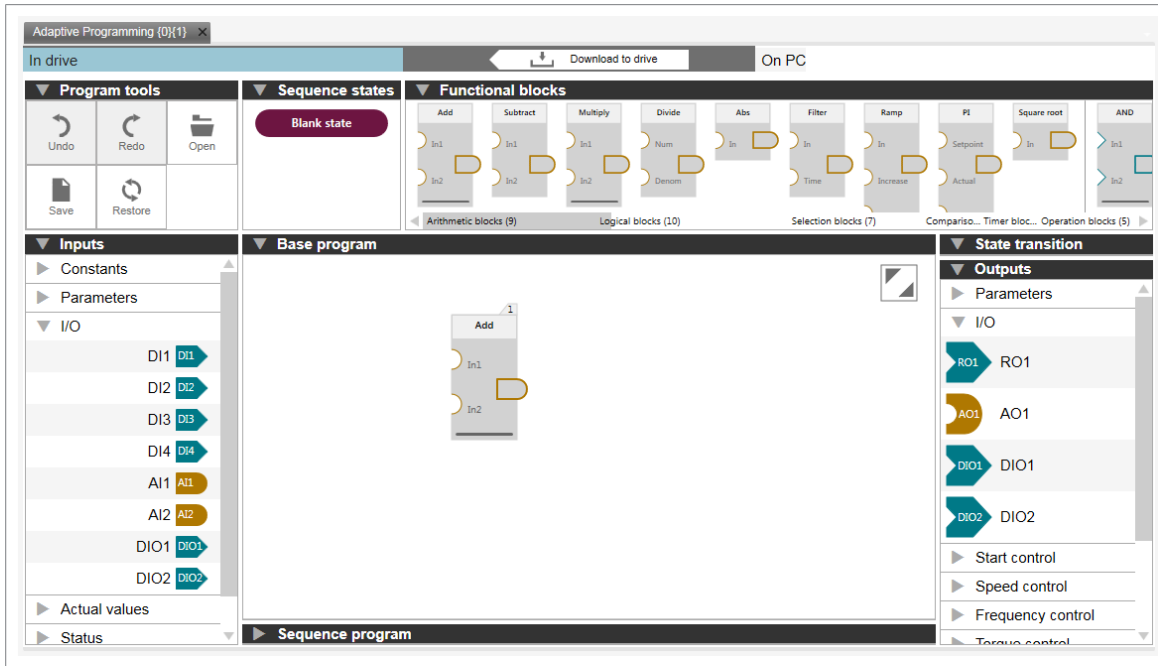 Adaptive Programming {0}{1} ×
In drive
Download to drive
On PC
Program tools
Undo
Redo
Open
Save
Restore
Sequence states
Blank state
Functional blocks
Add
In1
In2
Subtract
In1
In2
Multiply
In1
In2
Divide
Num
Denom
Abs
In
Filter
In
Time
Ramp
In
Increase
PI
Setpoint
Actual
Square root
In
AND
In1
In2
Arithmetic blocks (9)
Logical blocks (10)
Selection blocks (7)
Compariso...
Timer bloc...
Operation blocks (5)
Inputs
Constants
Parameters
I/O
DI1 DI1
DI2 DI2
DI3 DI3
DI4 DI4
AI1 AI1
AI2 AI2
DIO1 DIO1
DIO2 DIO2
Actual values
Status
Base program
1
Add
In1
In2
Sequence program
State transition
Outputs
Parameters
I/O
RO1 RO1
AO1 AO1
DIO1 DIO1
DIO2 DIO2
Start control
Speed control
Frequency control
Torque control